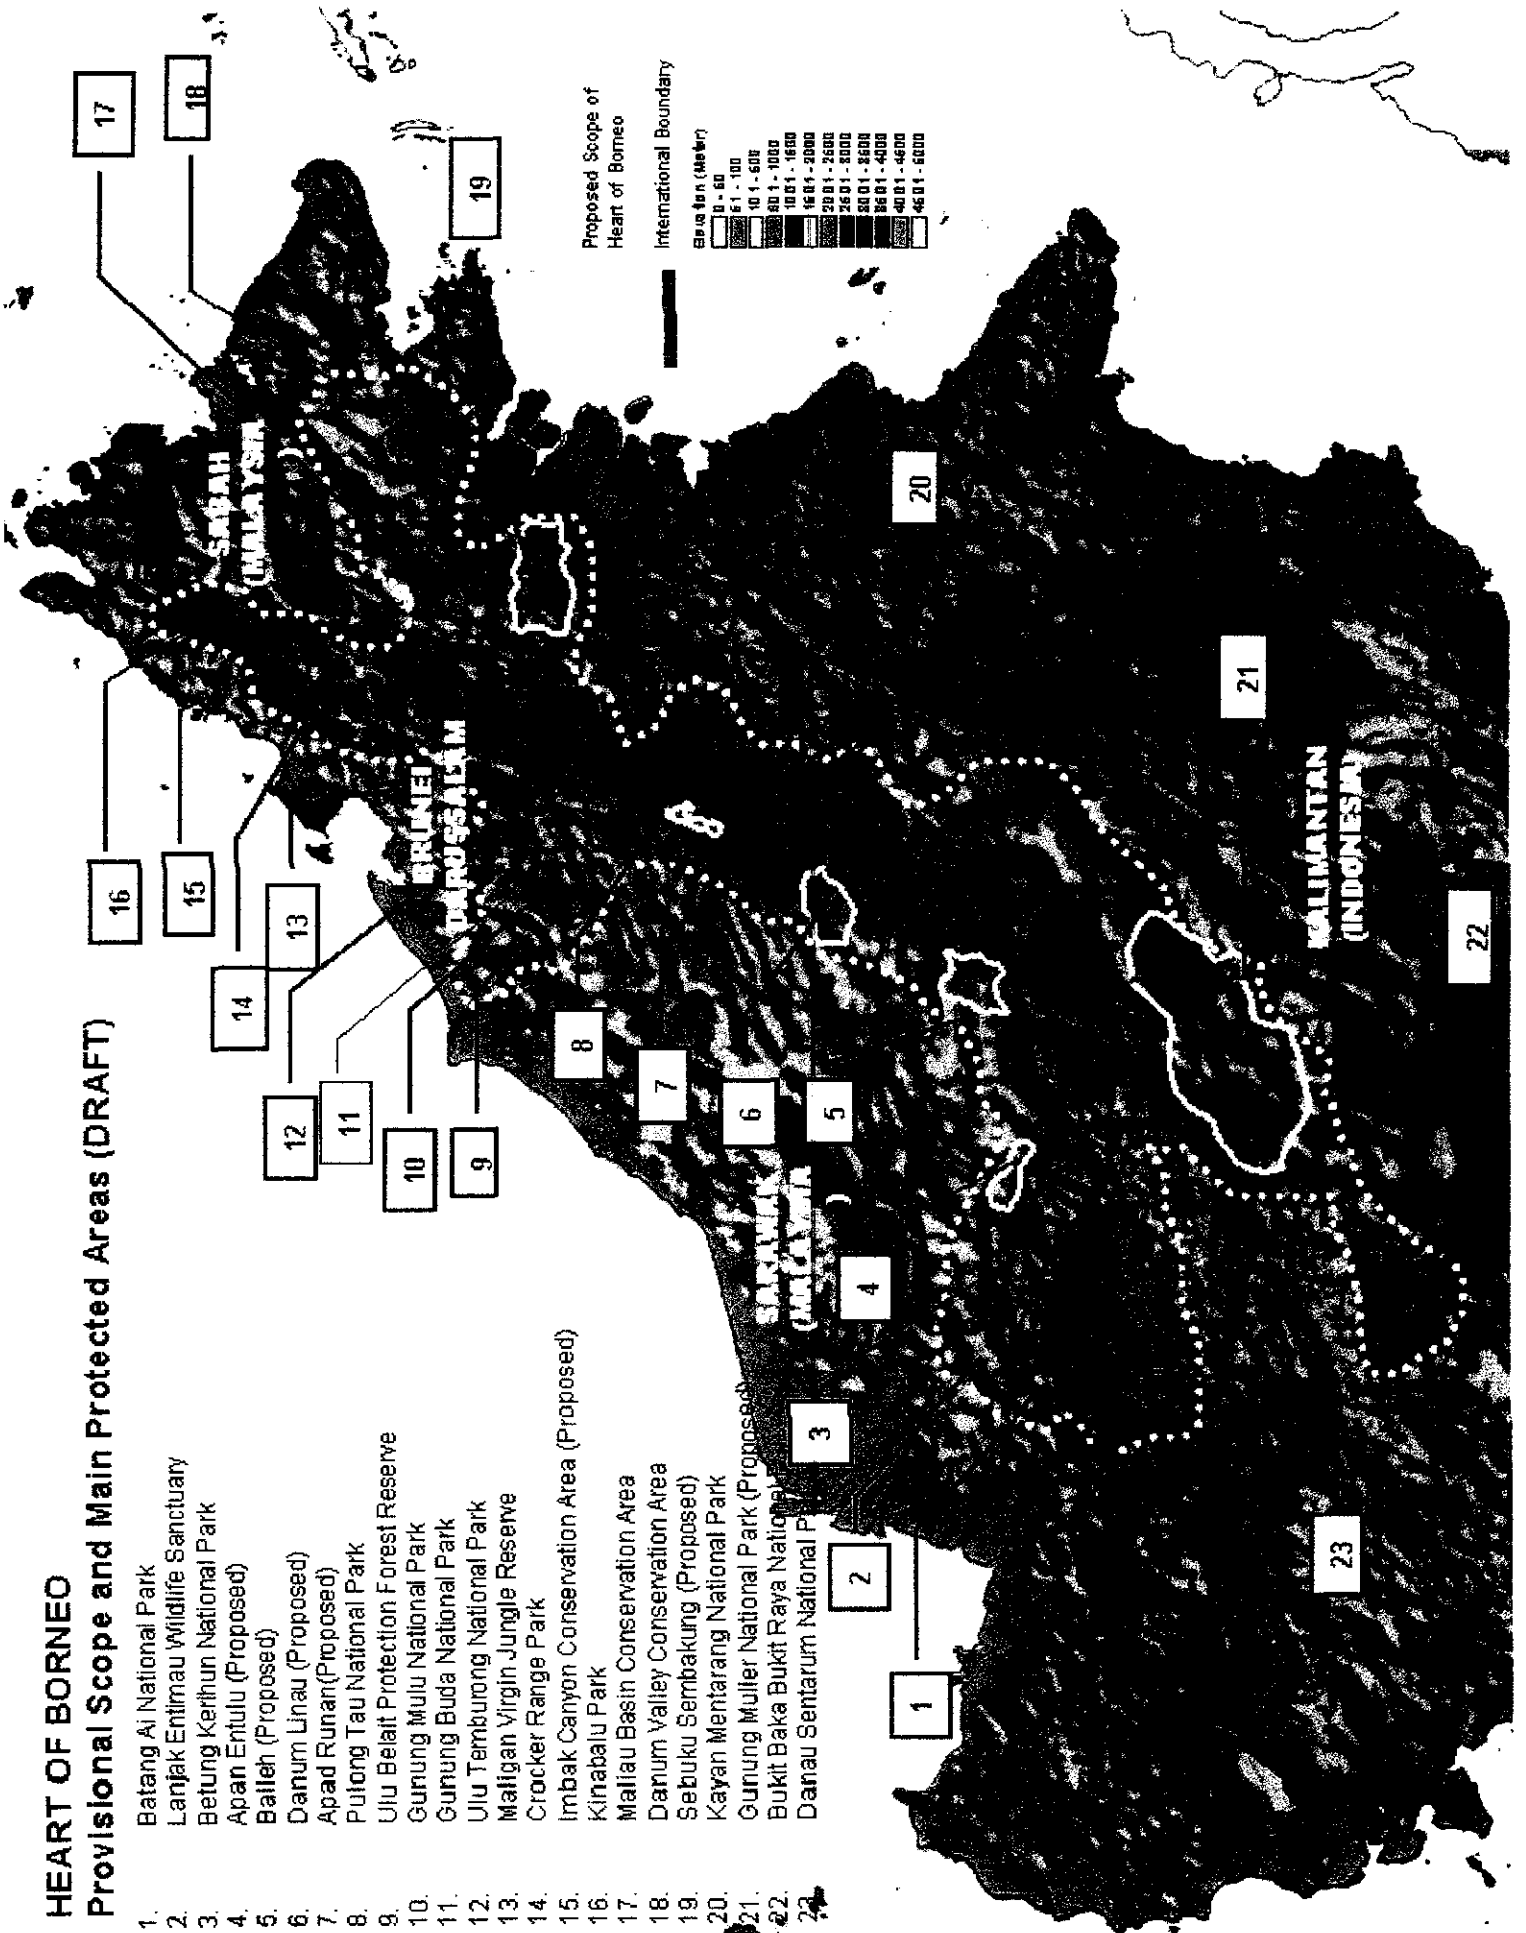 HEART OF BORNEO
Provisional Scope and Main Protected Areas (DRAFT)
1. Batang Ai National Park
2. Lanjak Entimau Wildlife Sanctuary
3. Betung Kerihun National Park
4. Apan Entulu (Proposed)
5. Balleh (Proposed)
6. Danum Linau (Proposed)
7. Apad Runan(Proposed)
8. Pulong Tau National Park
9. Ulu Belait Protection Forest Reserve
10. Gunung Mulu National Park
11. Gunung Buda National Park
12. Ulu Temburong National Park
13. Maligan Virgin Jungle Reserve
14. Crocker Range Park
15. Imbak Canyon Conservation Area (Proposed)
16. Kinabalu Park
17. Maliau Basin Conservation Area
18. Danum Valley Conservation Area
19. Sebuku Sembakung (Proposed)
20. Kayan Mentarang National Park
21. Gunung Muller National Park (Proposed)
22. Bukit Baka Bukit Raya National
23. Danau Sentarum National P
16
15
14
13
12
11
10
9
17
18
19
SABAH
(MALAYSIA
)
BRUNEI
DARUSSALAM
8
7
6
5
SARAWAK
(MALAYSIA
)
4
3
2
1
20
21
KALIMANTAN
(INDONESIA)
22
23
Proposed Scope of
Heart of Borneo
International Boundary
Elevation (Meter)